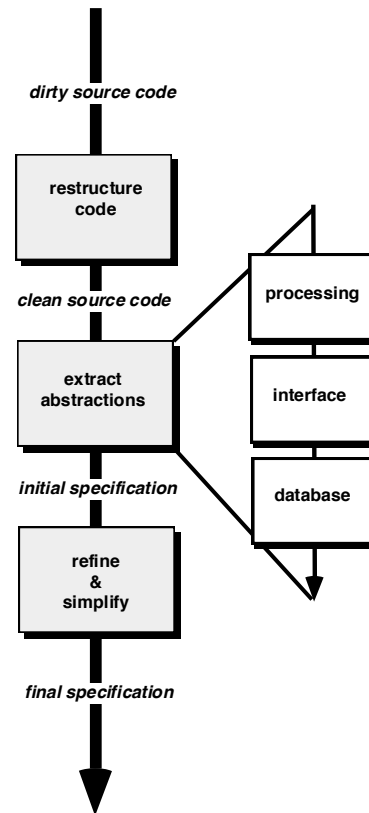 dirty source code
restructure
code
clean source code
extract
abstractions
initial specification
refine
&
simplify
final specification
processing
interface
database